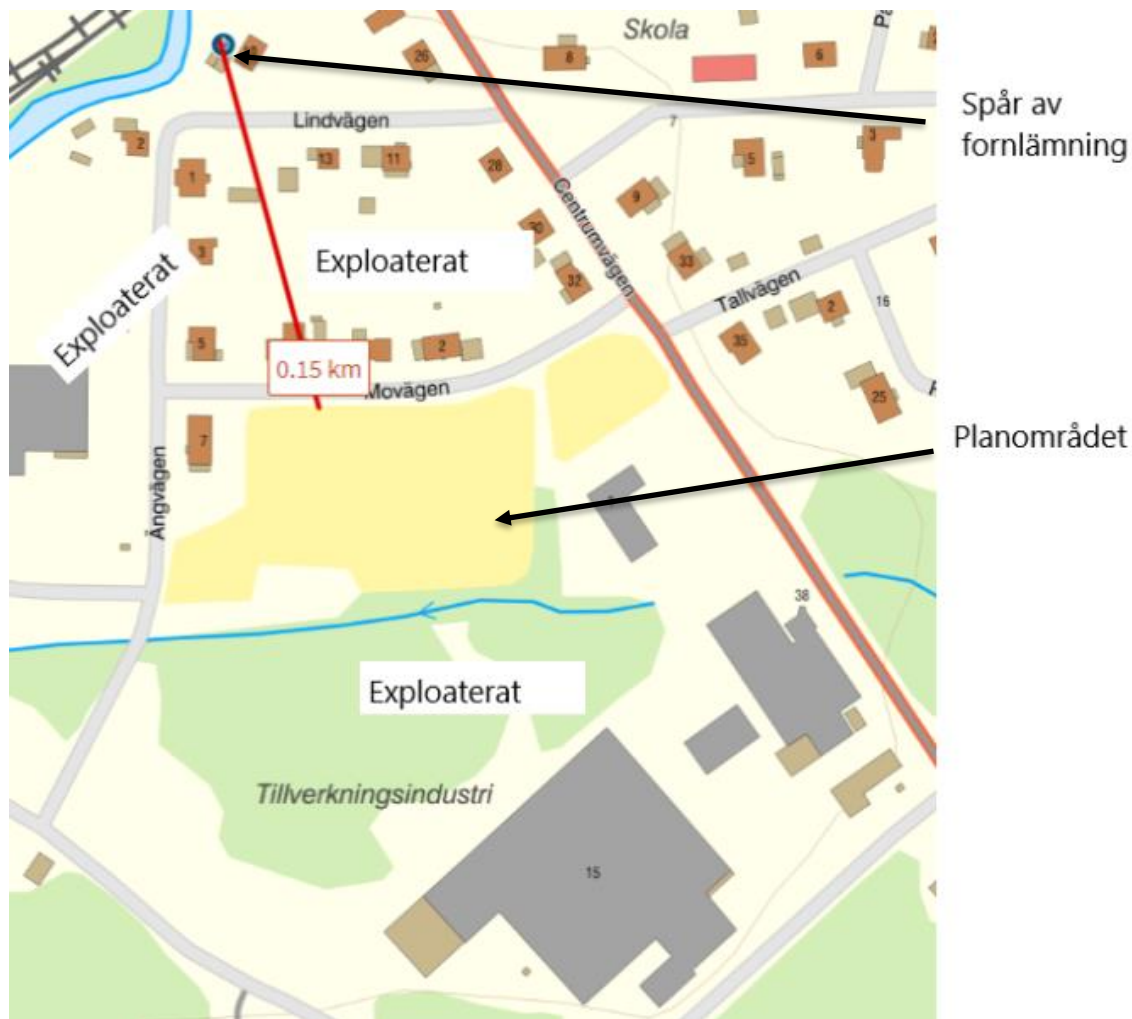 Skola
26
8
6
Spår av
fornlämning
Lindvägen
7
2
13
11
28
5
3
1
9
Centrumvägen
30
Exploaterat
3
Exploaterat
33
32
Tallvägen
2
16
5
2
35
0.15 km
Movägen
25
7
Planområdet
Ängvägen
38
Exploaterat
Tillverkningsindustri
15